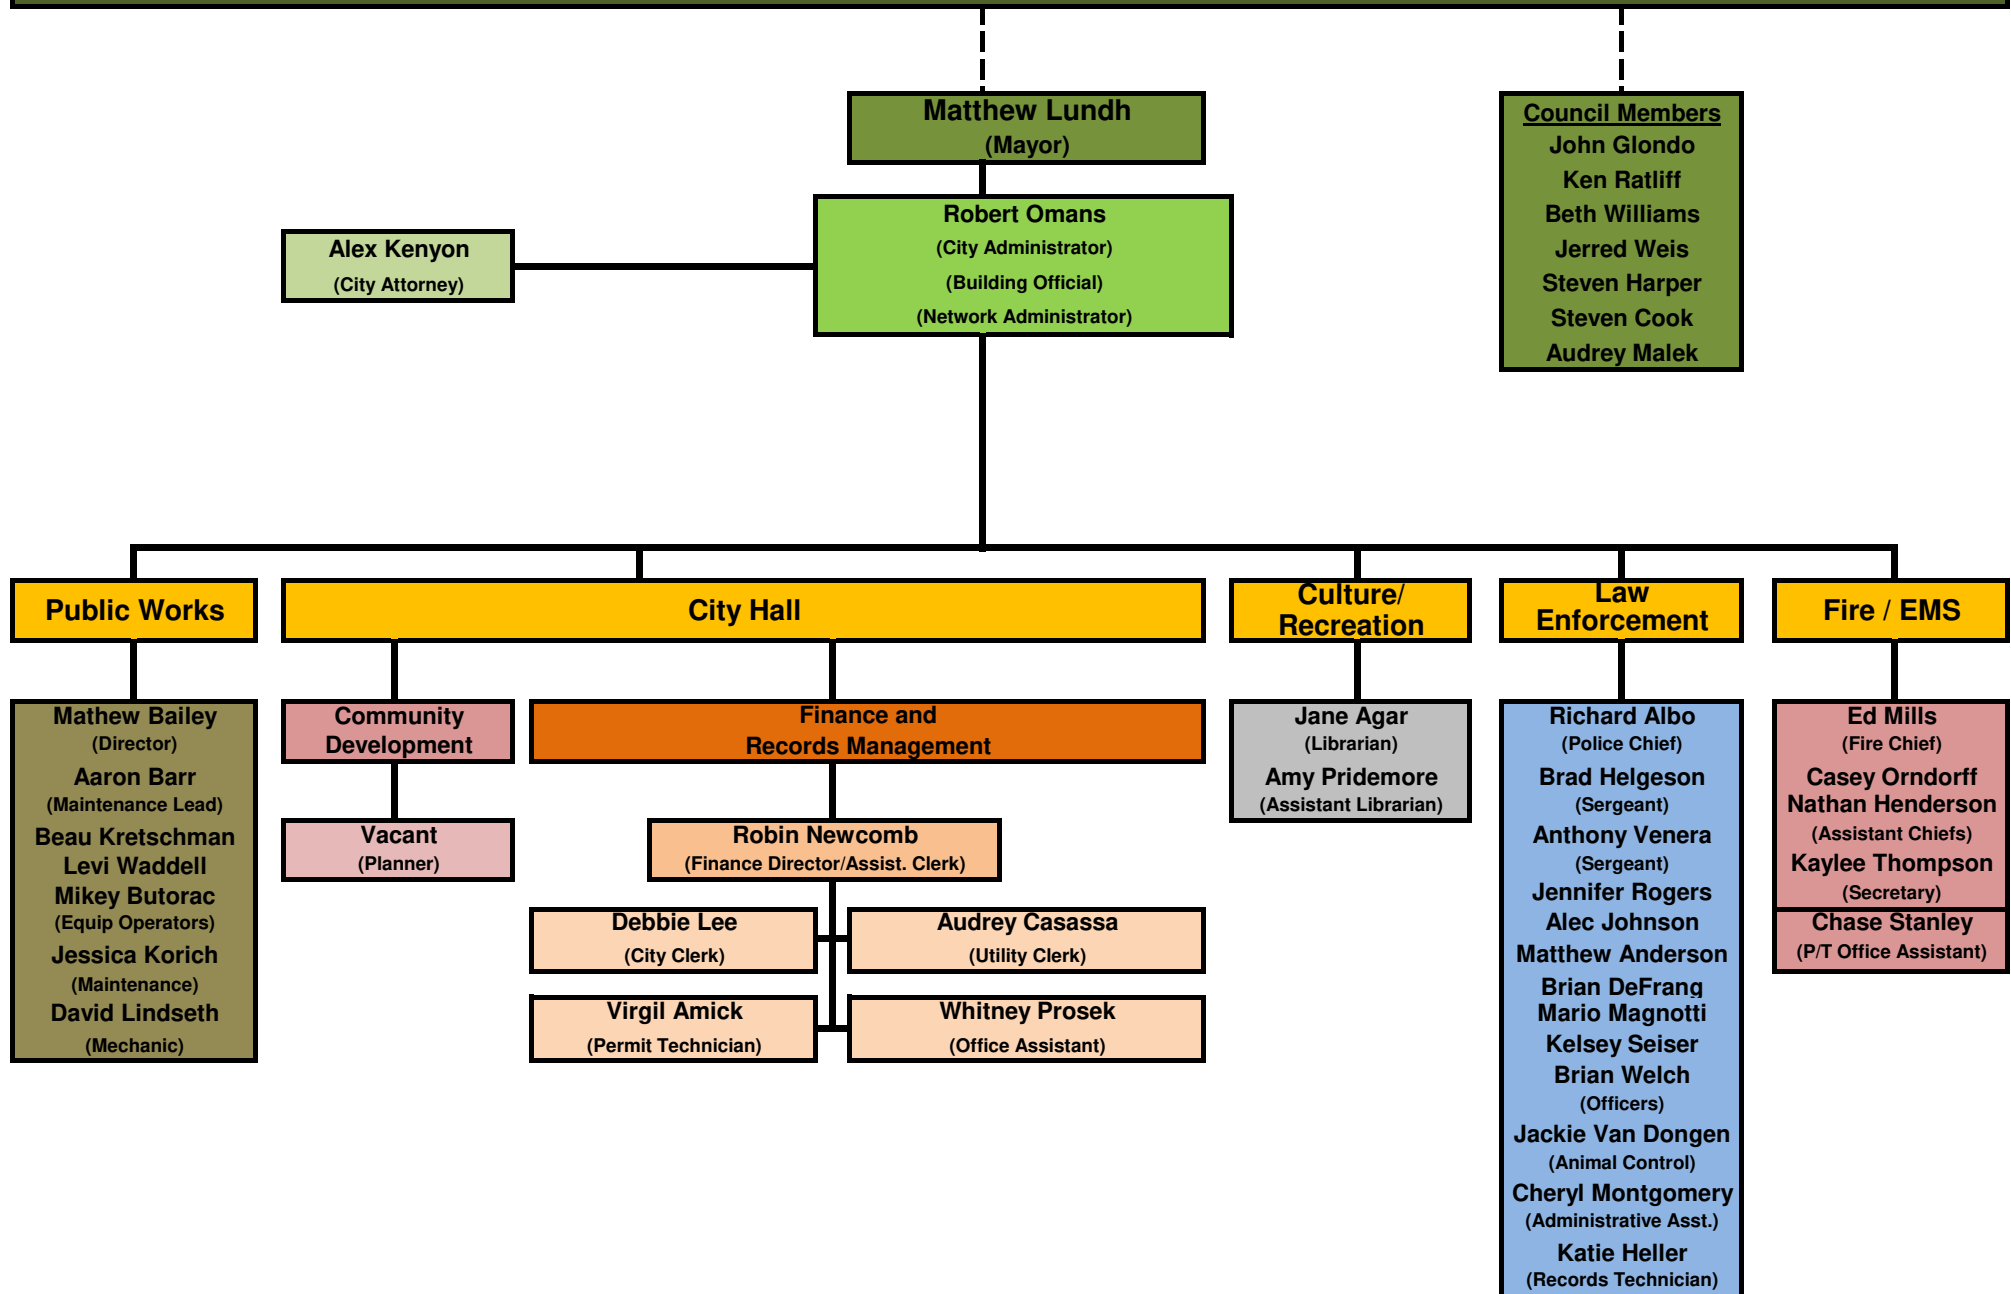 Matthew Lundh
(Mayor)
Council Members
John Glondo
Ken Ratliff
Beth Williams
Jerred Weis
Steven Harper
Steven Cook
Audrey Malek
Robert Omans
(City Administrator)
(Building Official)
(Network Administrator)
Alex Kenyon
(City Attorney)
Public Works
City Hall
Culture/
Recreation
Law
Enforcement
Fire / EMS
Mathew Bailey
(Director)
Aaron Barr
(Maintenance Lead)
Beau Kretschman
Levi Waddell
Mikey Butorac
(Equip Operators)
Jessica Korich
(Maintenance)
David Lindseth
(Mechanic)
Community
Development
Vacant
(Planner)
Finance and
Records Management
Robin Newcomb
(Finance Director/Assist. Clerk)
Debbie Lee
(City Clerk)
Audrey Casassa
(Utility Clerk)
Virgil Amick
(Permit Technician)
Whitney Prosek
(Office Assistant)
Jane Agar
(Librarian)
Amy Pridemore
(Assistant Librarian)
Richard Albo
(Police Chief)
Brad Helgeson
(Sergeant)
Anthony Venera
(Sergeant)
Jennifer Rogers
Alec Johnson
Matthew Anderson
Brian DeFrang
Mario Magnotti
Kelsey Seiser
Brian Welch
(Officers)
Jackie Van Dongen
(Animal Control)
Cheryl Montgomery
(Administrative Asst.)
Katie Heller
(Records Technician)
Ed Mills
(Fire Chief)
Casey Orndorff
Nathan Henderson
(Assistant Chiefs)
Kaylee Thompson
(Secretary)
Chase Stanley
(P/T Office Assistant)